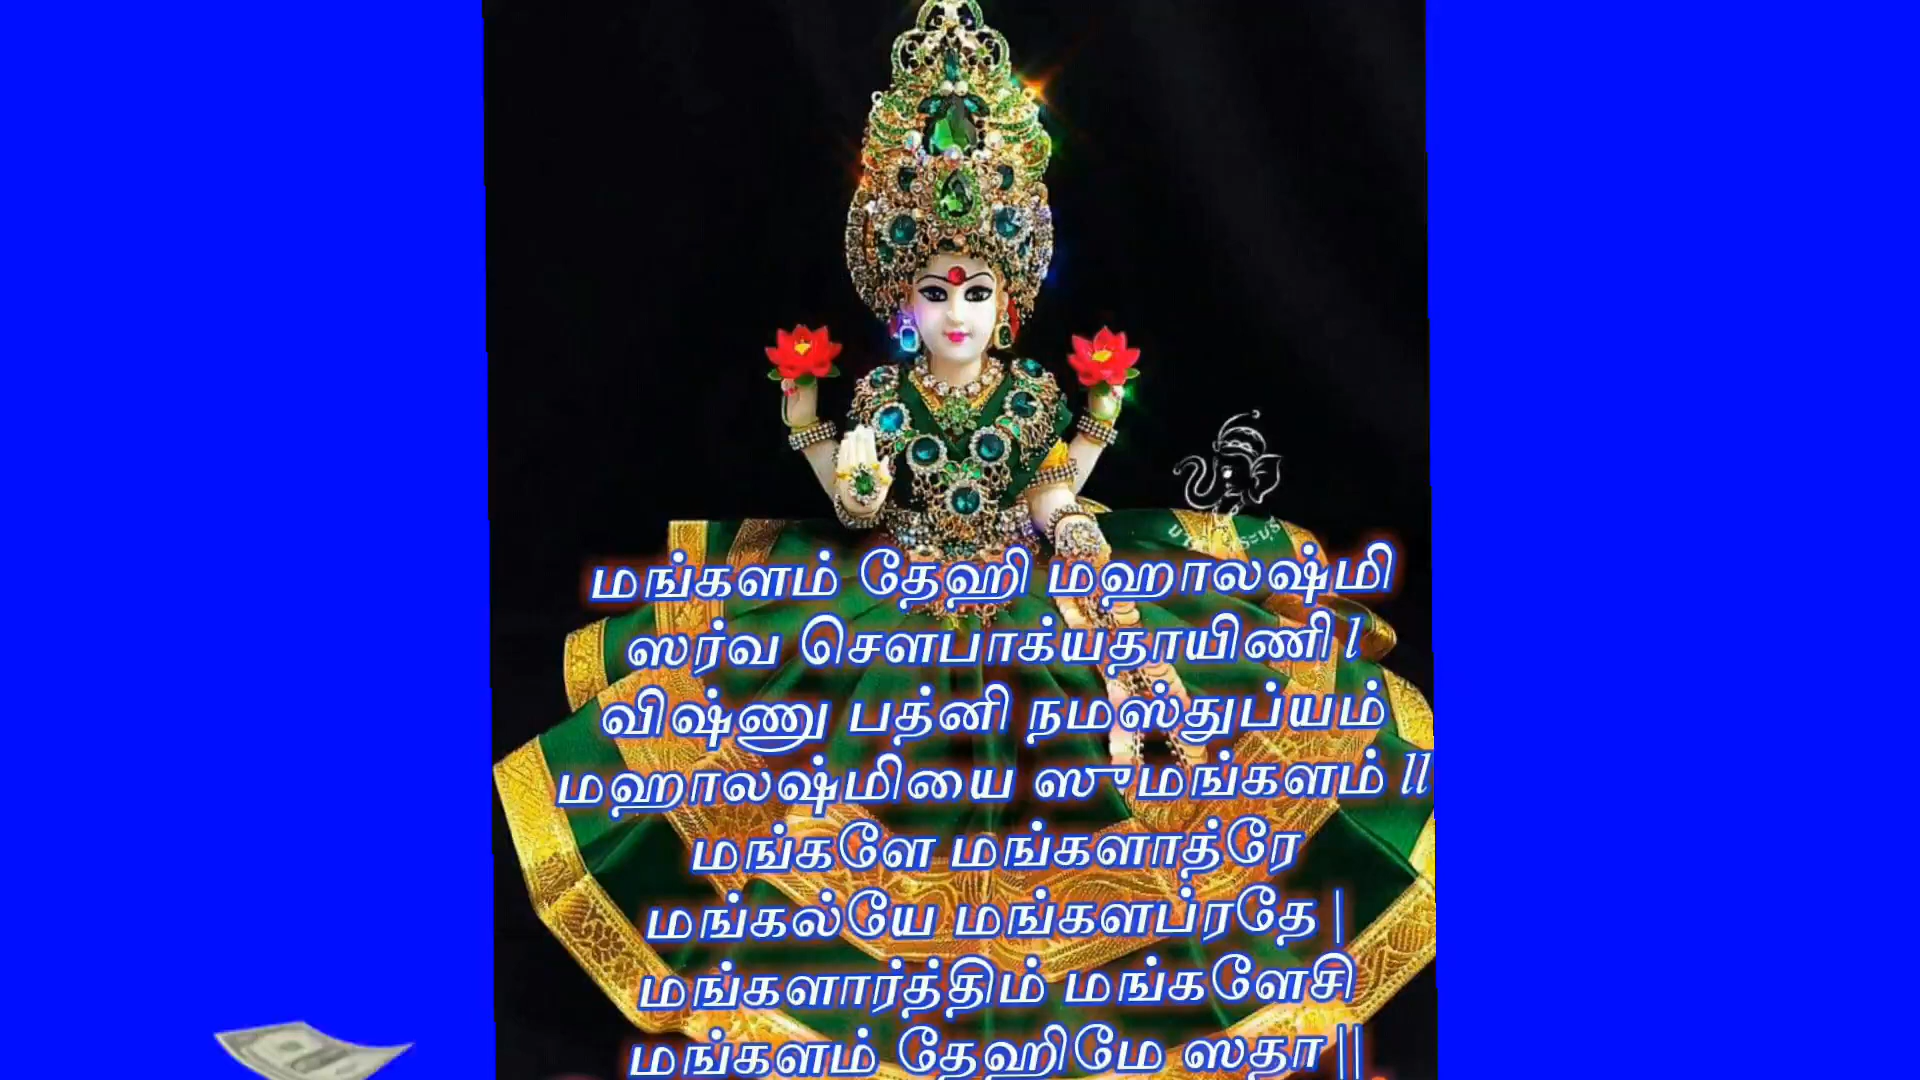 மங்களம் தேஹி மஹாலஷ்மி
ஸர்வ சௌபாக்யதாயிணி l
விஷ்ணு பத்னி நமஸ்துப்யம்
மஹாலஷ்மியை ஸுமங்களம் ll
மங்களே மங்களாத்ரே
மங்கல்யே மங்களப்ரதே |
மங்களார்த்திம் மங்களேசி
மங்களம் தேஹிமே ஸதா ||